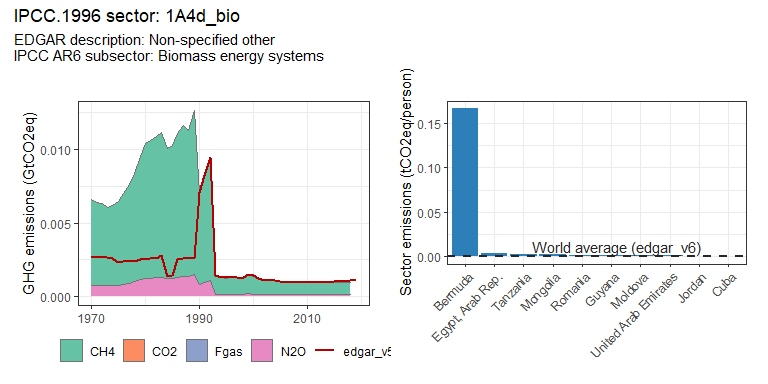 IPCC.1996 sector: 1A4d_bio
EDGAR description: Non-specified other
IPCC AR6 subsector: Biomass energy systems
GHG emissions (GtCO2eq)
0.010
0.005
0.000
1970
1990
2010
CH4
CO2
Fgas
N2O
Sector emissions (tCO2eq/person)
0.15
0.10
0.05
0.00
World average (edgar_v6)
Bermuda
Egypt, Arab Rep.
Tanzania
Mongolia
Romania
Guyana
Moldova
United Arab Emirates
Jordan
Cuba